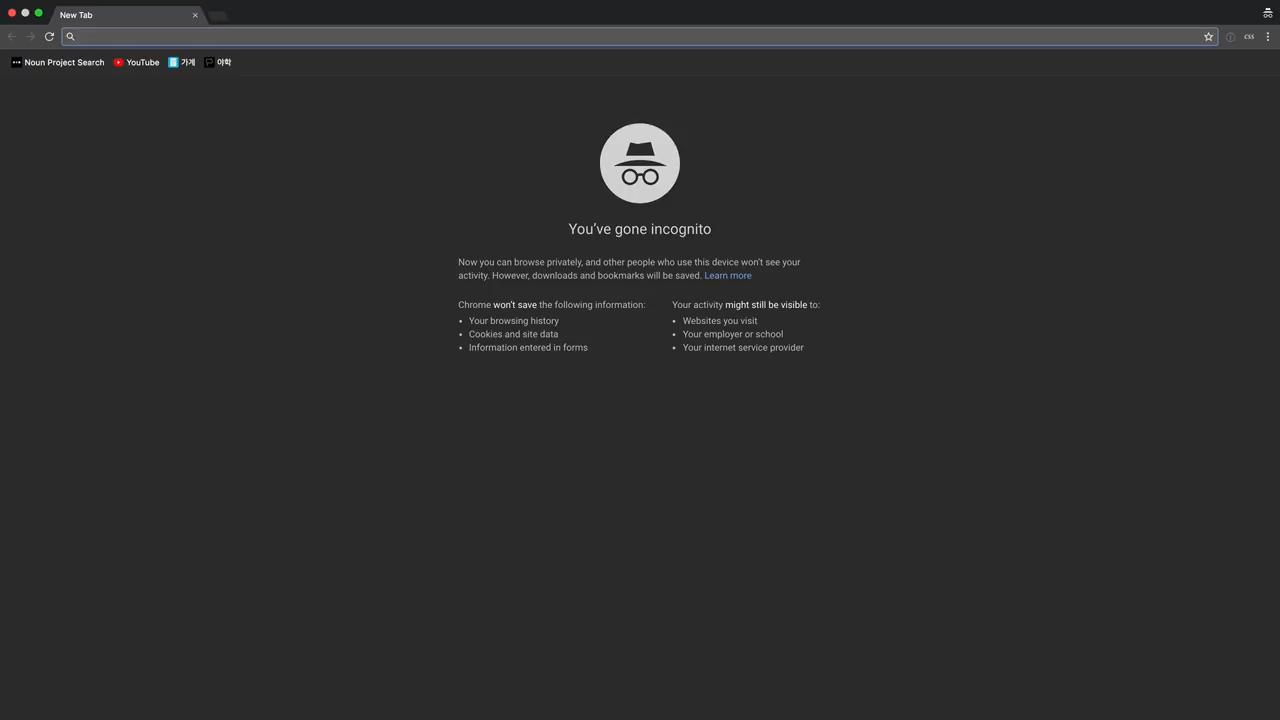 New Tab
css
Noun Project Search
YouTube
가게
야학
You've gone incognito
Now you can browse privately, and other people who use this device won't see your
activity. However, downloads and bookmarks will be saved. Learn more
Chrome won't save the following information:
• Your browsing history
• Cookies and site data
• Information entered in forms
Your activity might still be visible to:
• Websites you visit
• Your employer or school
• Your internet service provider